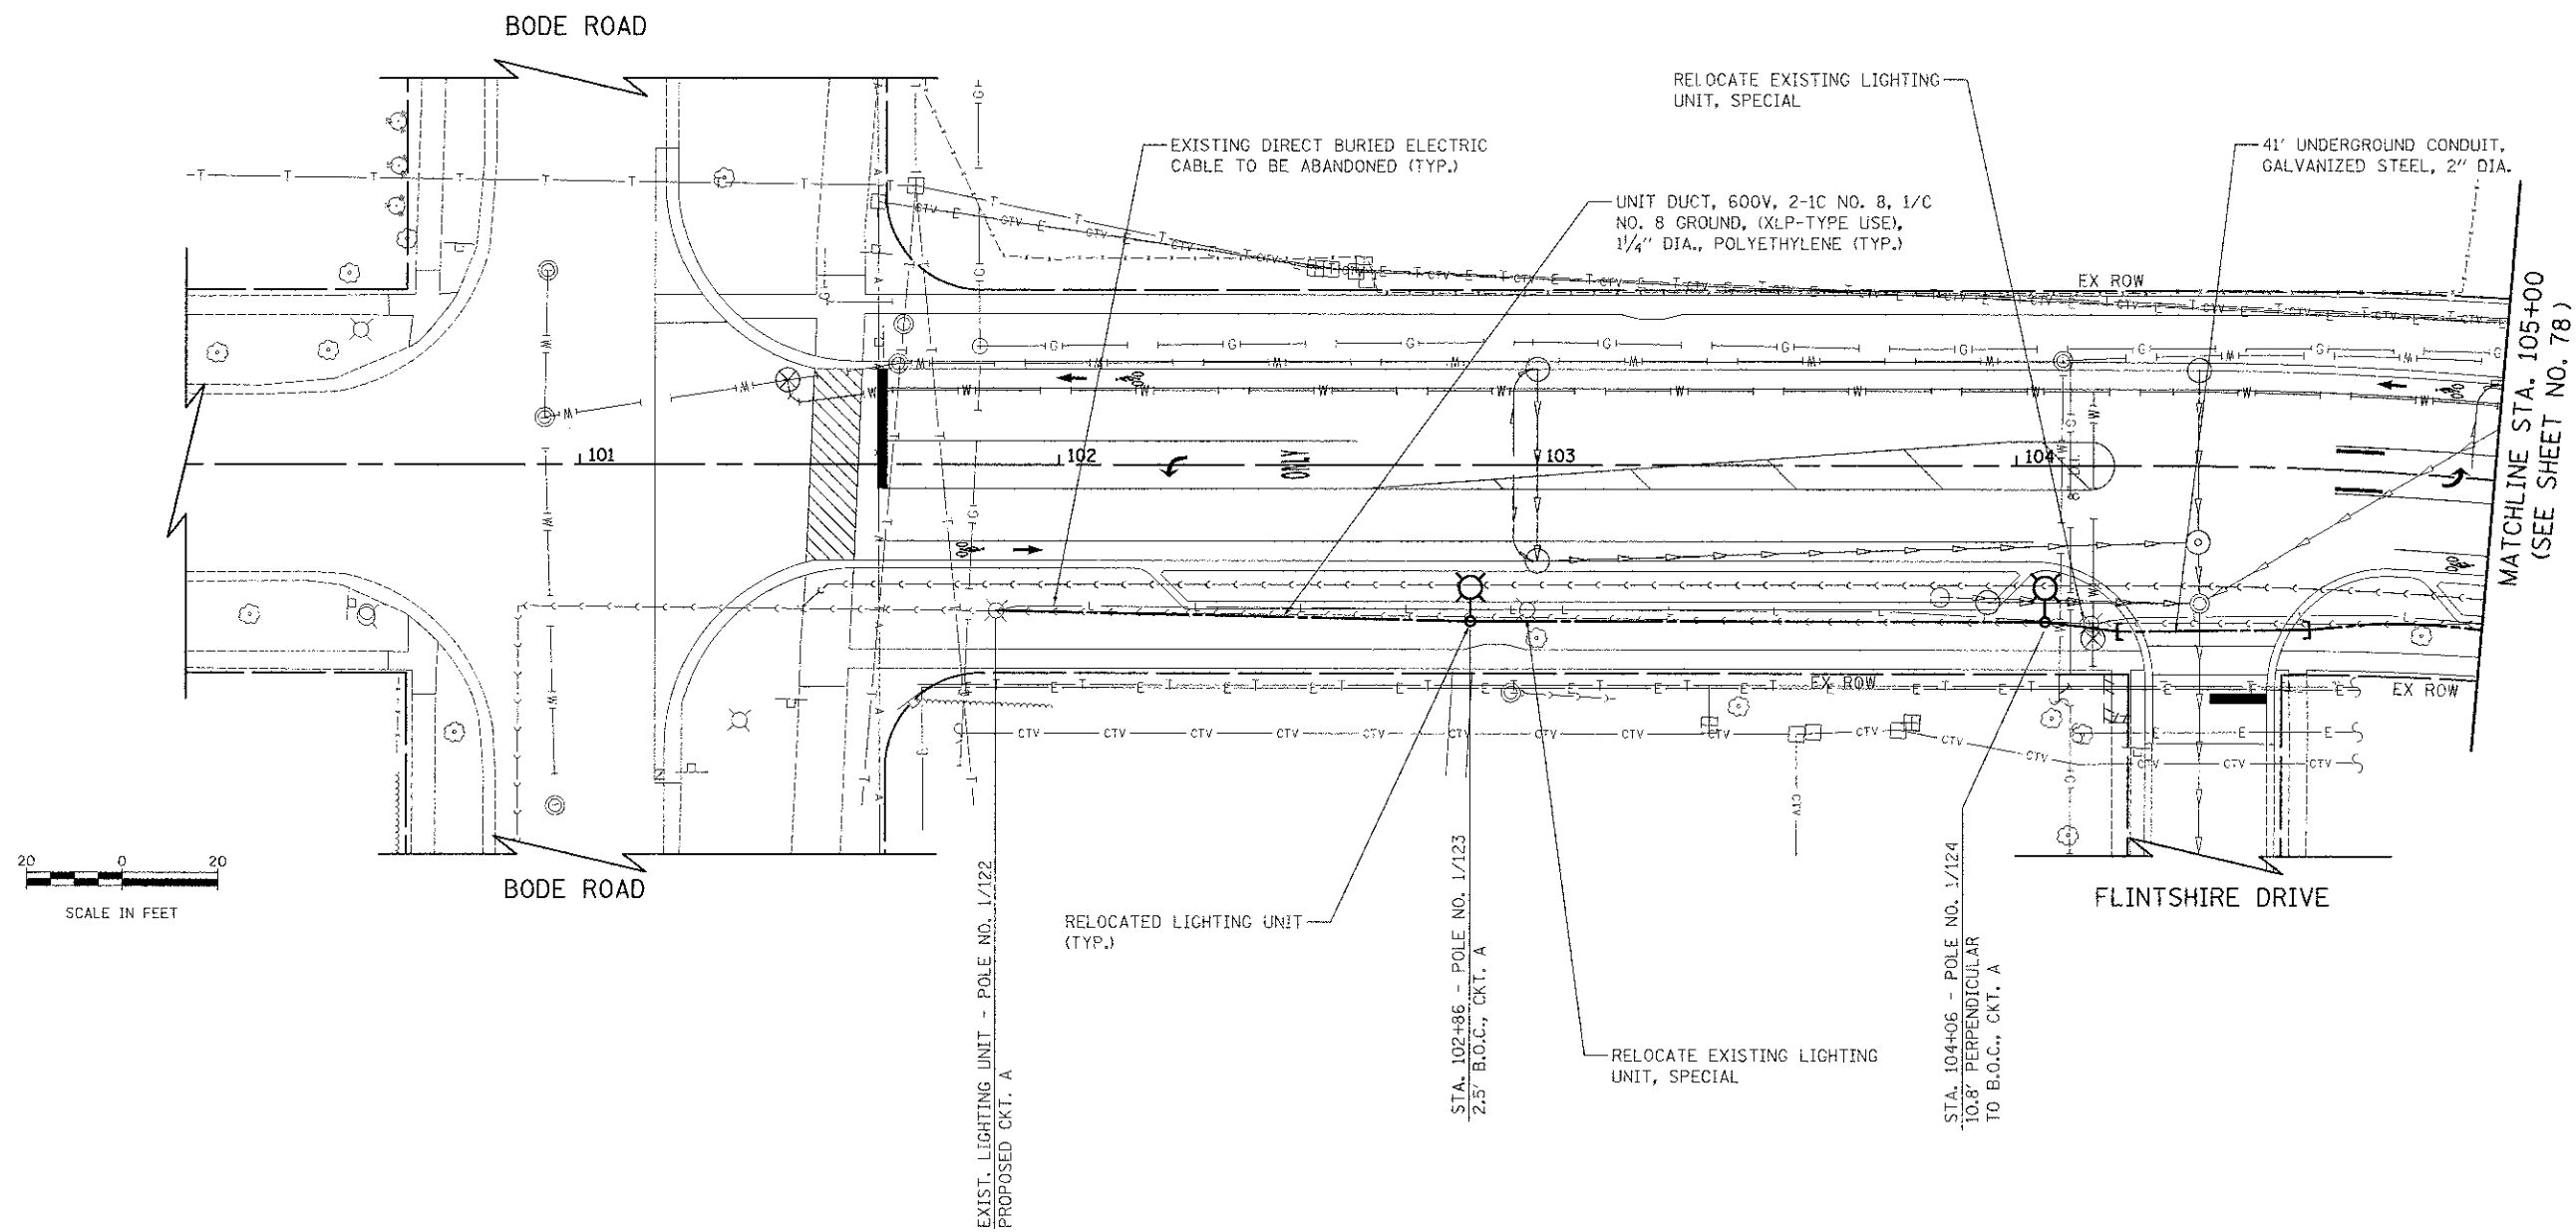 BODE ROAD
RELOCATE EXISTING LIGHTING
UNIT, SPECIAL
EXISTING DIRECT BURIED ELECTRIC
CABLE TO BE ABANDONED (TYP.)
41' UNDERGROUND CONDUIT,
GALVANIZED STEEL, 2" DIA.
UNIT DUCT, 600V, 2-1C NO. 8, 1/C
NO. 8 GROUND, (XLP-TYPE USE),
1 1/4" DIA., POLYETHYLENE (TYP.)
EX ROW
MATCHLINE STA. 105+00
(SEE SHEET NO. 78)
101
102
ONLY
103
104
EX ROW
EX ROW
20 0 20
SCALE IN FEET
BODE ROAD
FLINTSHIRE DRIVE
RELOCATED LIGHTING UNIT
(TYP.)
EXIST. LIGHTING UNIT - POLE NO. 1/122
PROPOSED CKT. A
STA. 102+86 - POLE NO. 1/123
2.5' B.O.C., CKT. A
RELOCATE EXISTING LIGHTING
UNIT, SPECIAL
STA. 104+06 - POLE NO. 1/124
10.8' PERPENDICULAR
TO B.O.C., CKT. A